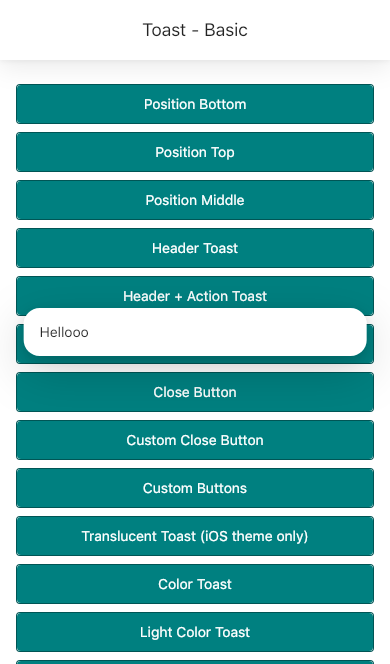 Toast - Basic
Position Bottom
Position Top
Position Middle
Header Toast
Header + Action Toast
Hellooo
Close Button
Custom Close Button
Custom Buttons
Translucent Toast (iOS theme only)
Color Toast
Light Color Toast